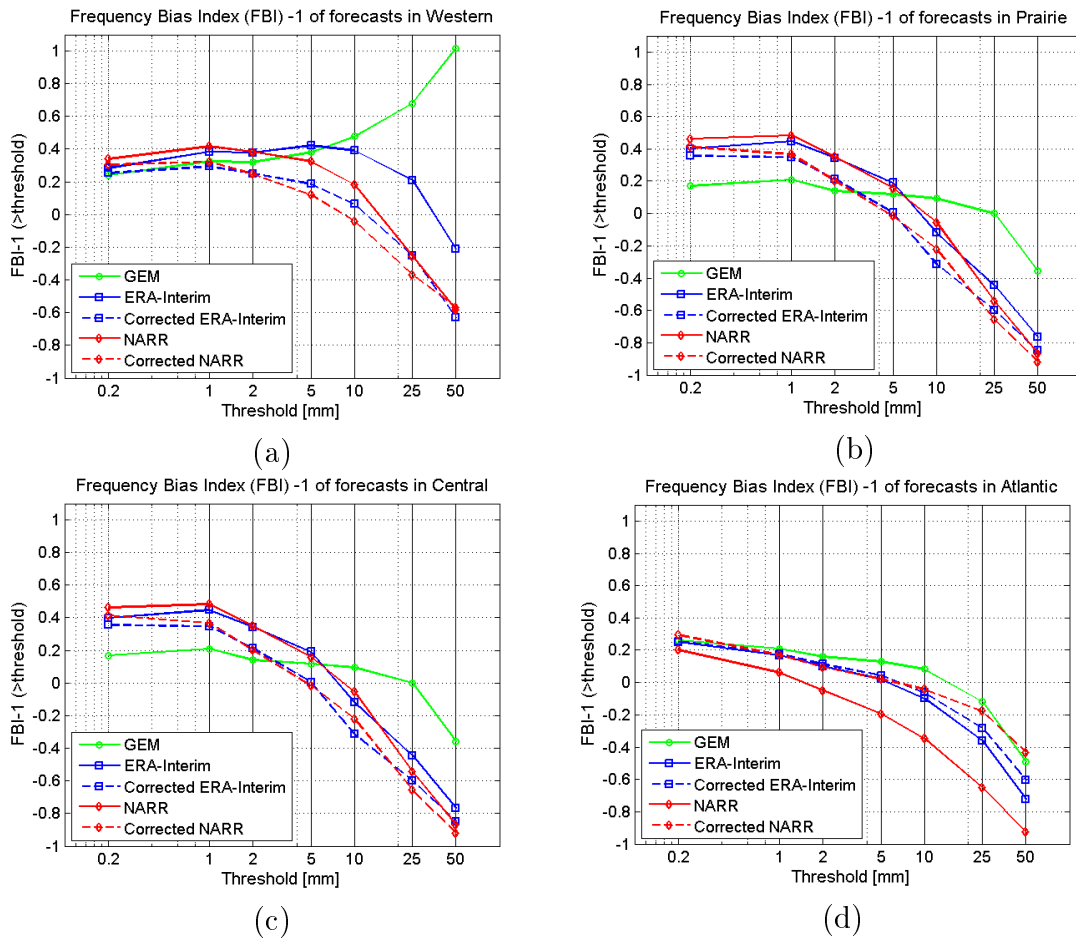 Frequency Bias Index (FBI) -1 of forecasts in Western
FBI-1 (>threshold)
1
0.8
0.6
0.4
0.2
0
-0.2
-0.4
-0.6
-0.8
-1
GEM
ERA-Interim
Corrected ERA-Interim
NARR
Corrected NARR
0.2 1 2 5 10 25 50
Threshold [mm]
(a)
Frequency Bias Index (FBI) -1 of forecasts in Prairie
FBI-1 (>threshold)
1
0.8
0.6
0.4
0.2
0
-0.2
-0.4
-0.6
-0.8
-1
GEM
ERA-Interim
Corrected ERA-Interim
NARR
Corrected NARR
0.2 1 2 5 10 25 50
Threshold [mm]
(b)
Frequency Bias Index (FBI) -1 of forecasts in Central
FBI-1 (>threshold)
1
0.8
0.6
0.4
0.2
0
-0.2
-0.4
-0.6
-0.8
-1
GEM
ERA-Interim
Corrected ERA-Interim
NARR
Corrected NARR
0.2 1 2 5 10 25 50
Threshold [mm]
(c)
Frequency Bias Index (FBI) -1 of forecasts in Atlantic
FBI-1 (>threshold)
1
0.8
0.6
0.4
0.2
0
-0.2
-0.4
-0.6
-0.8
-1
GEM
ERA-Interim
Corrected ERA-Interim
NARR
Corrected NARR
0.2 1 2 5 10 25 50
Threshold [mm]
(d)